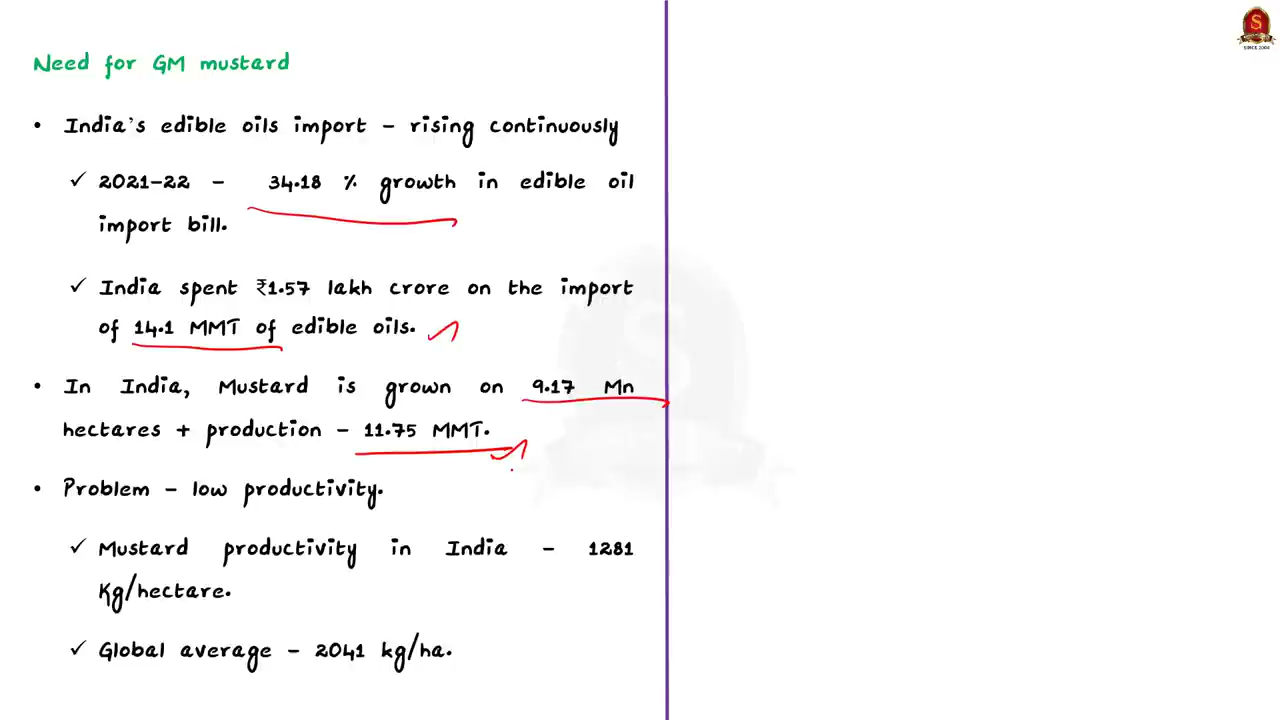 Need for GM mustard
• India's edible oils import – rising continuously
✓ 2021-22 – 34.18 % growth in edible oil
import bill.
✓ India spent ₹1.57 lakh crore on the import
of 14.1 MMT of edible oils.
• In India, Mustard is grown on 9.17 Mn
hectares + production – 11.75 MMT.
• Problem – low productivity.
✓ Mustard productivity in India – 1281
Kg/hectare.
✓ Global average – 2041 kg/ha.
S
SINCE 2004